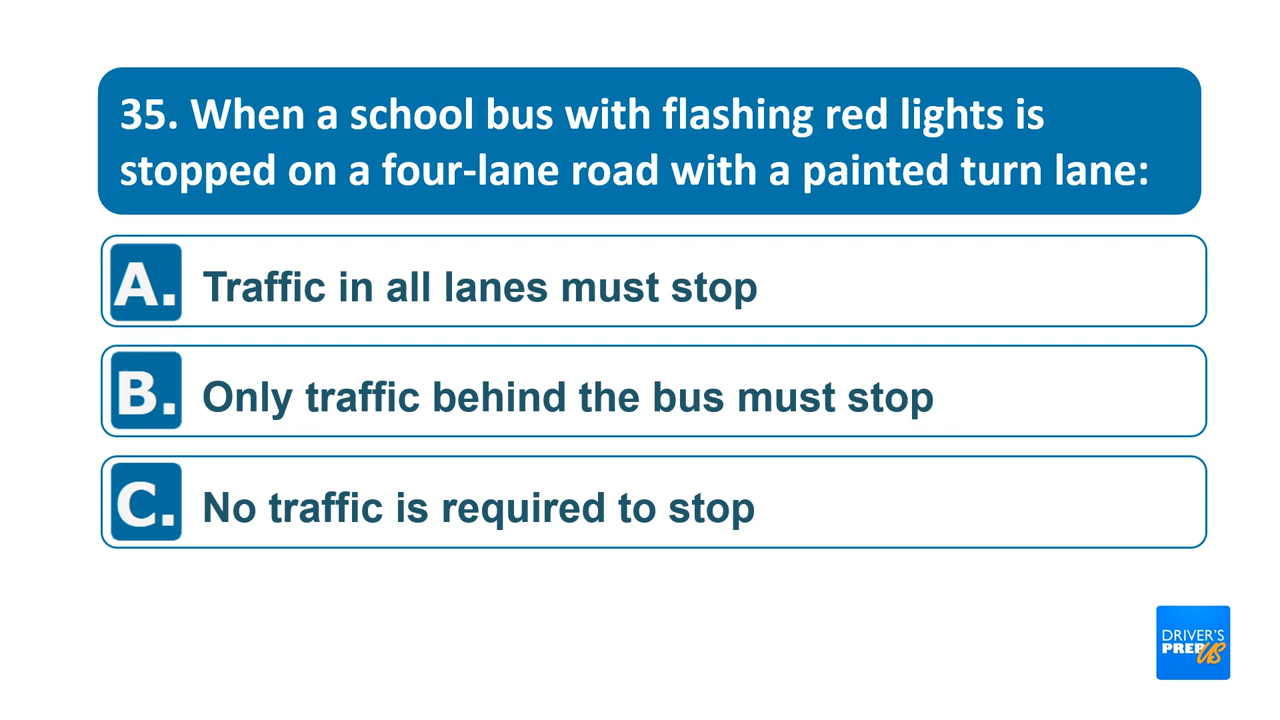 35. When a school bus with flashing red lights is
stopped on a four-lane road with a painted turn lane:
A. Traffic in all lanes must stop
B. Only traffic behind the bus must stop
C. No traffic is required to stop
DRIVER'S
PREP US